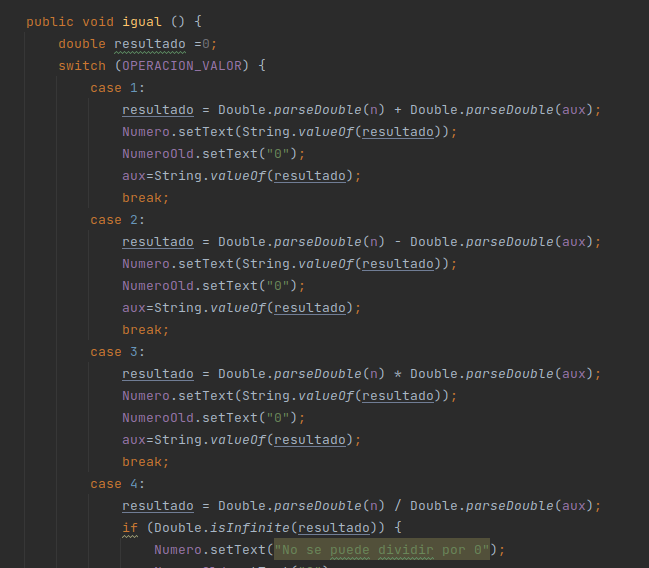 public void igual () {
double resultado =0;
switch (OPERACION_VALOR) {
case 1:
resultado = Double.parseDouble(n) + Double.parseDouble(aux);
Numero.setText(String.valueOf(resultado));
NumeroOld.setText("0");
aux=String.valueOf(resultado);
break;
case 2:
resultado = Double.parseDouble(n) - Double.parseDouble(aux);
Numero.setText(String.valueOf(resultado));
NumeroOld.setText("0");
aux=String.valueOf(resultado);
break;
case 3:
resultado = Double.parseDouble(n) * Double.parseDouble(aux);
Numero.setText(String.valueOf(resultado));
NumeroOld.setText("0");
aux=String.valueOf(resultado);
break;
case 4:
resultado = Double.parseDouble(n) / Double.parseDouble(aux);
if (Double.isInfinite(resultado)) {
Numero.setText("No se puede dividir por 0");